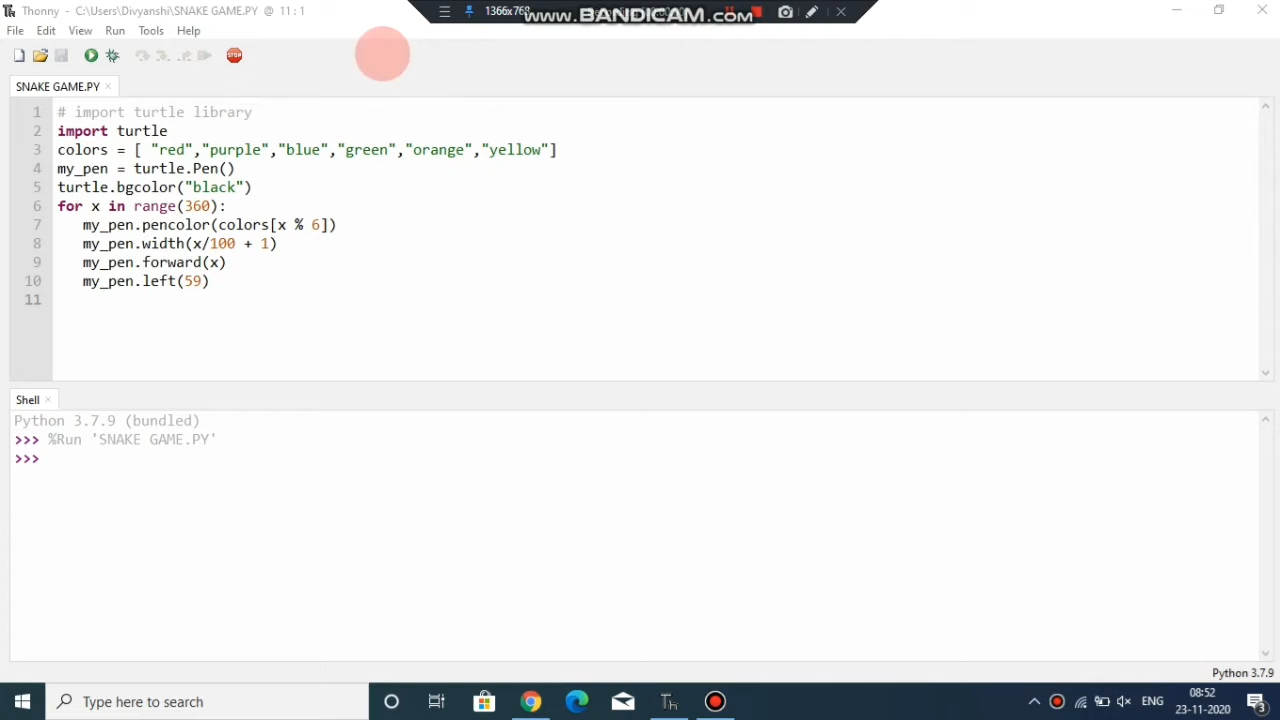 Thonny - C:\Users\Divyanshi\SNAKE GAME.PY @ 11 : 1
1366x768
www.BANDICAM.com
File Edit View Run Tools Help
STOP
SNAKE GAME.PY ×
1 # import turtle library
2 import turtle
3 colors = [ "red","purple","blue","green","orange","yellow"]
4 my_pen = turtle.Pen()
5 turtle.bgcolor("black")
6 for x in range(360):
7 my_pen.pencolor(colors[x % 6])
8 my_pen.width(x/100 + 1)
9 my_pen.forward(x)
10 my_pen.left(59)
11
Shell ×
Python 3.7.9 (bundled)
>>> %Run 'SNAKE GAME.PY'
>>>
Python 3.7.9
Type here to search
ENG
08:52
23-11-2020
3